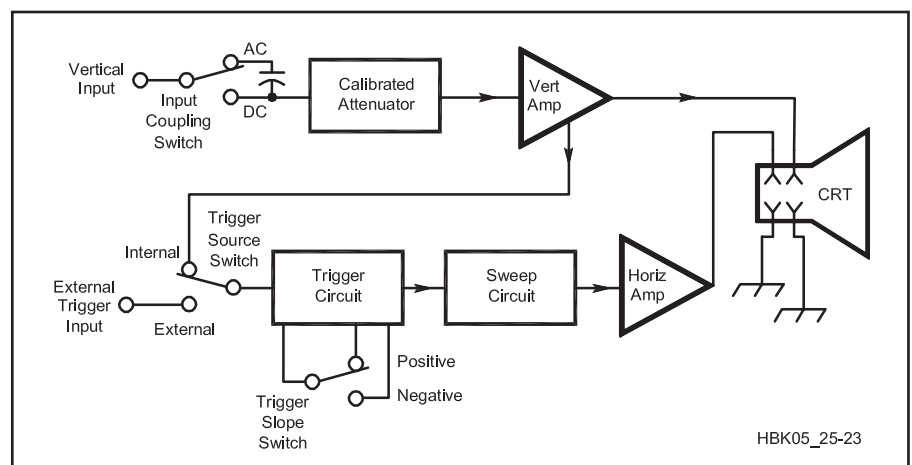 AC
Vertical
Input
DC
Input
Coupling
Switch
Calibrated
Attenuator
Vert
Amp
CRT
Internal
Trigger
Source
Switch
External
Trigger
Input
External
Trigger
Circuit
Sweep
Circuit
Horiz
Amp
Positive
Negative
Trigger
Slope
Switch
HBK05_25-23